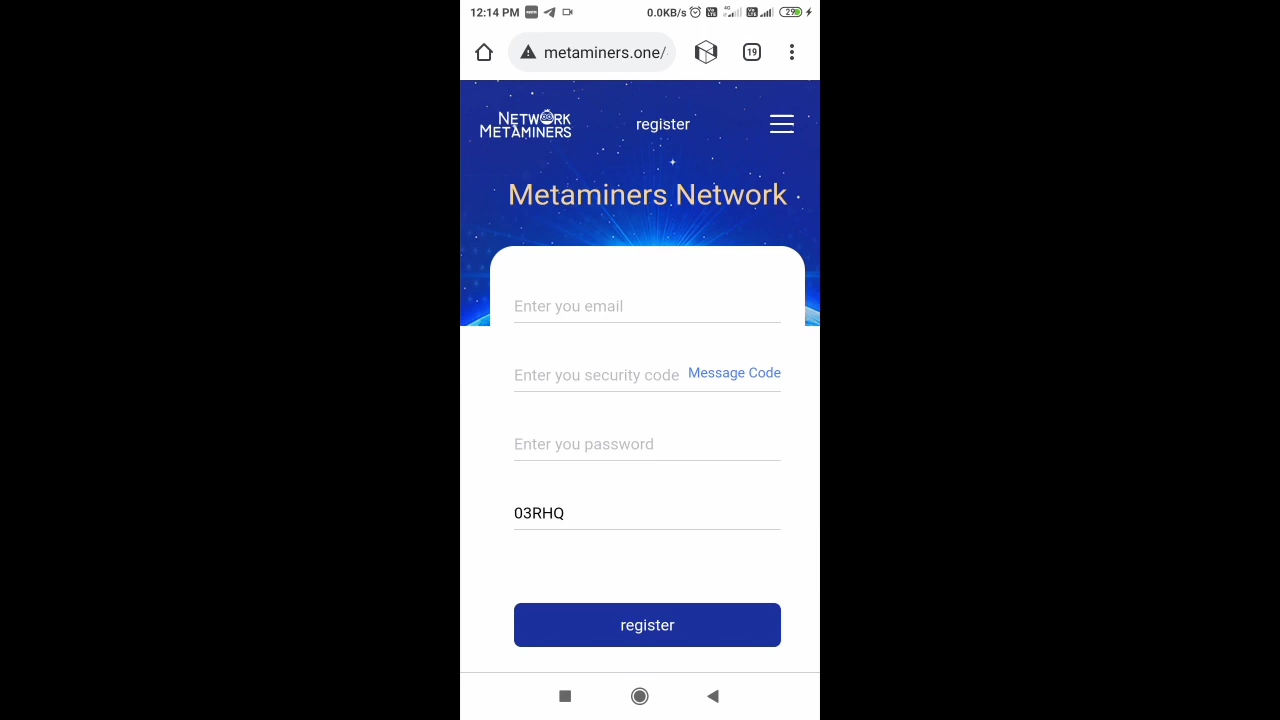 12:14 PM 0.0KB/s 4G 29
metaminers.one/
19
NETWORK
METAMINERS
register
Metaminers Network
Enter you email
Enter you security code Message Code
Enter you password
03RHQ
register